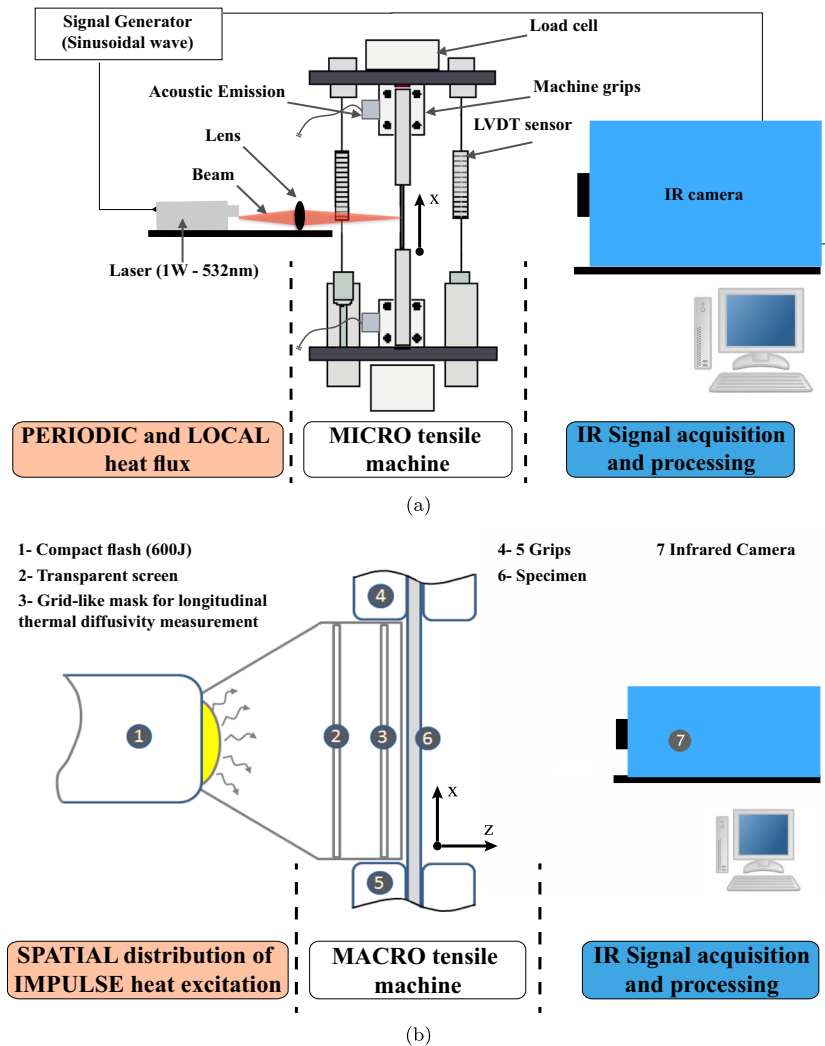 Signal Generator
(Sinusoidal wave)
Load cell
Acoustic Emission
Machine grips
Lens
LVDT sensor
Beam
X
IR camera
Laser (1W - 532nm)
PERIODIC and LOCAL
heat flux
MICRO tensile
machine
IR Signal acquisition
and processing
(a)
1- Compact flash (600J)
2- Transparent screen
3- Grid-like mask for longitudinal
thermal diffusivity measurement
4- 5 Grips
6- Specimen
7 Infrared Camera
4
1
2
3
6
7
X
Z
5
SPATIAL distribution of
IMPULSE heat excitation
MACRO tensile
machine
IR Signal acquisition
and processing
(b)